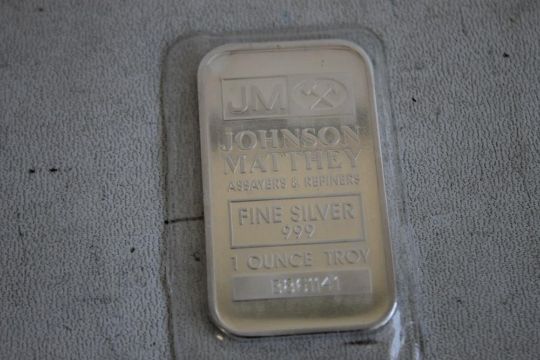 JM
JOHNSON
MATTHEY
ASSAYERS & REFINERS
FINE SILVER
999
1 OUNCE TROY